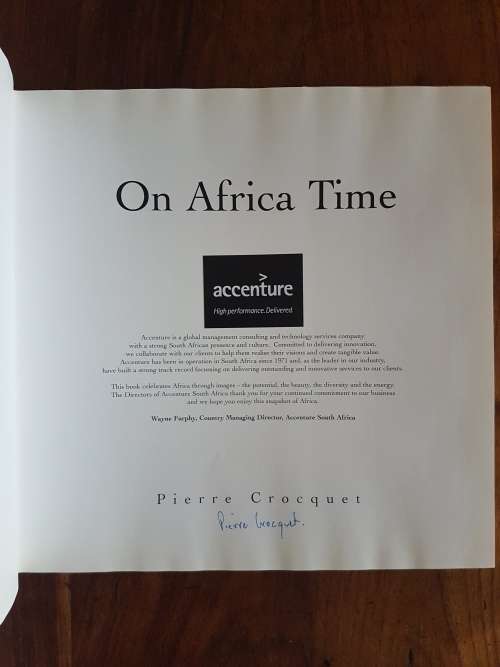 On Africa Time
>
accenture
High performance. Delivered.
Accenture is a global management consulting and technology services company
with a strong South African presence and culture. Committed to delivering innovation,
we collaborate with our clients to help them realise their visions and create tangible value.
Accenture has been in operation in South Africa since 1971 and, as the leader in our industry,
have built a strong track record focussing on delivering outstanding and innovative services to our clients.
This book celebrates Africa through images – the potential, the beauty, the diversity and the energy.
The Directors of Accenture South Africa thank you for your continued commitment to our business
and we hope you enjoy this snapshot of Africa.
Wayne Furphy, Country Managing Director, Accenture South Africa
Pierre Crocquet
Pierre Crocquet.